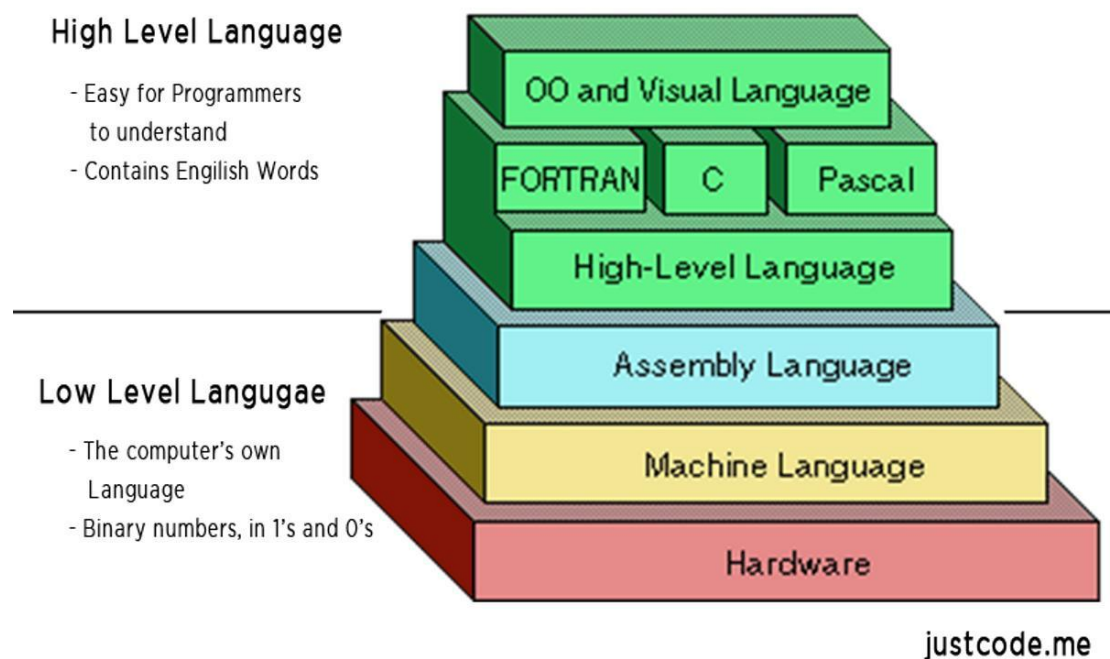 High Level Language
- Easy for Programmers
to understand
- Contains Engilish Words
OO and Visual Language
FORTRAN
C
Pascal
High-Level Language
Assembly Language
Low Level Langugae
- The computer's own
Language
- Binary numbers, in 1's and 0's
Machine Language
Hardware
justcode.me